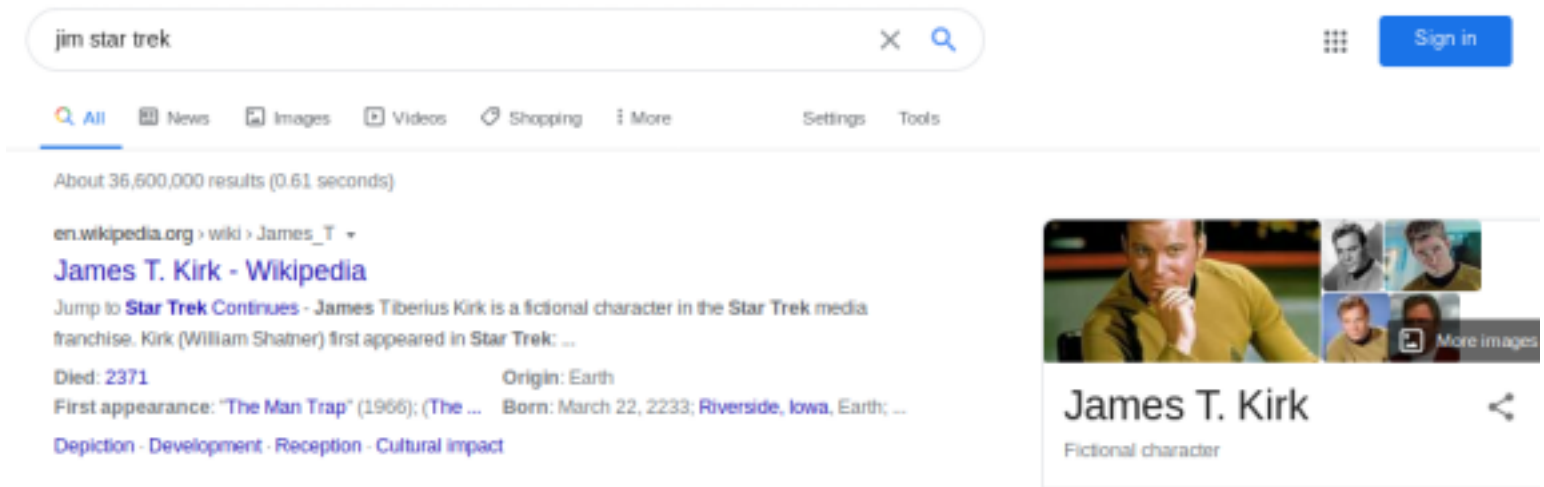 jim star trek
Sign in
All News Images Videos Shopping More Settings Tools
About 36,600,000 results (0.61 seconds)
en.wikipedia.org › wiki › James_T
James T. Kirk - Wikipedia
Jump to Star Trek Continues - James Tiberius Kirk is a fictional character in the Star Trek media
franchise. Kirk (William Shatner) first appeared in Star Trek: ...
Died: 2371 Origin: Earth
First appearance: "The Man Trap" (1966); (The ... Born: March 22, 2233; Riverside, Iowa, Earth; ...
Depiction · Development · Reception · Cultural impact
More images
James T. Kirk
Fictional character